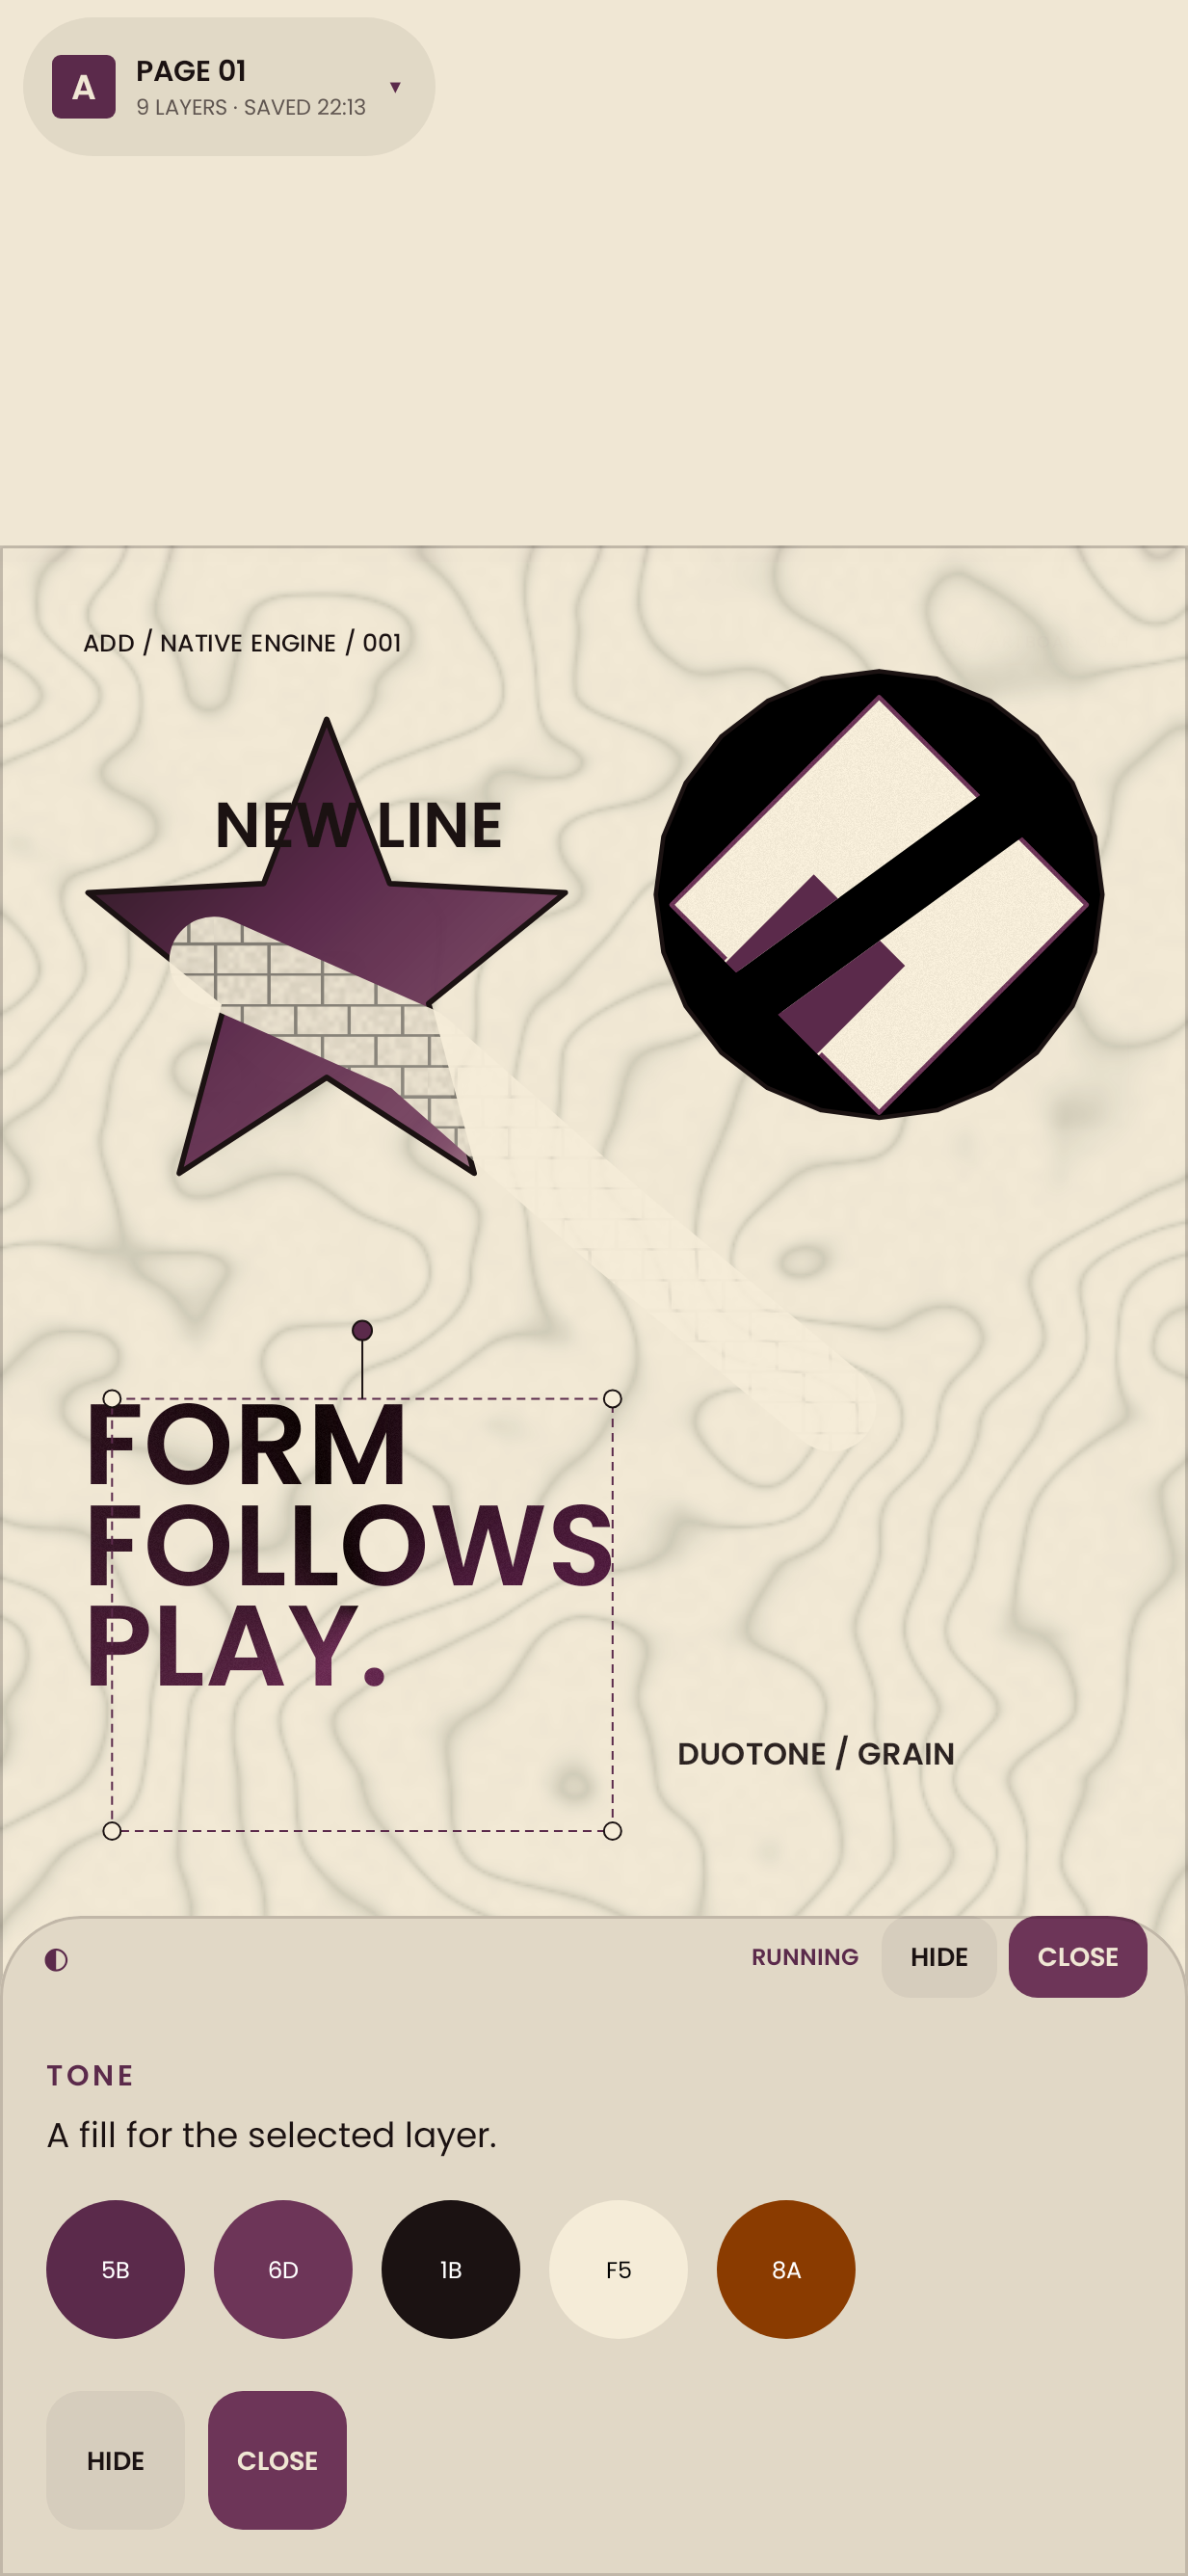 A
PAGE 01
9 LAYERS · SAVED 22:13
ADD / NATIVE ENGINE / 001
NEW LINE
FORM
FOLLOWS
PLAY.
DUOTONE / GRAIN
RUNNING
HIDE
CLOSE
TONE
A fill for the selected layer.
5B
6D
1B
F5
8A
HIDE
CLOSE